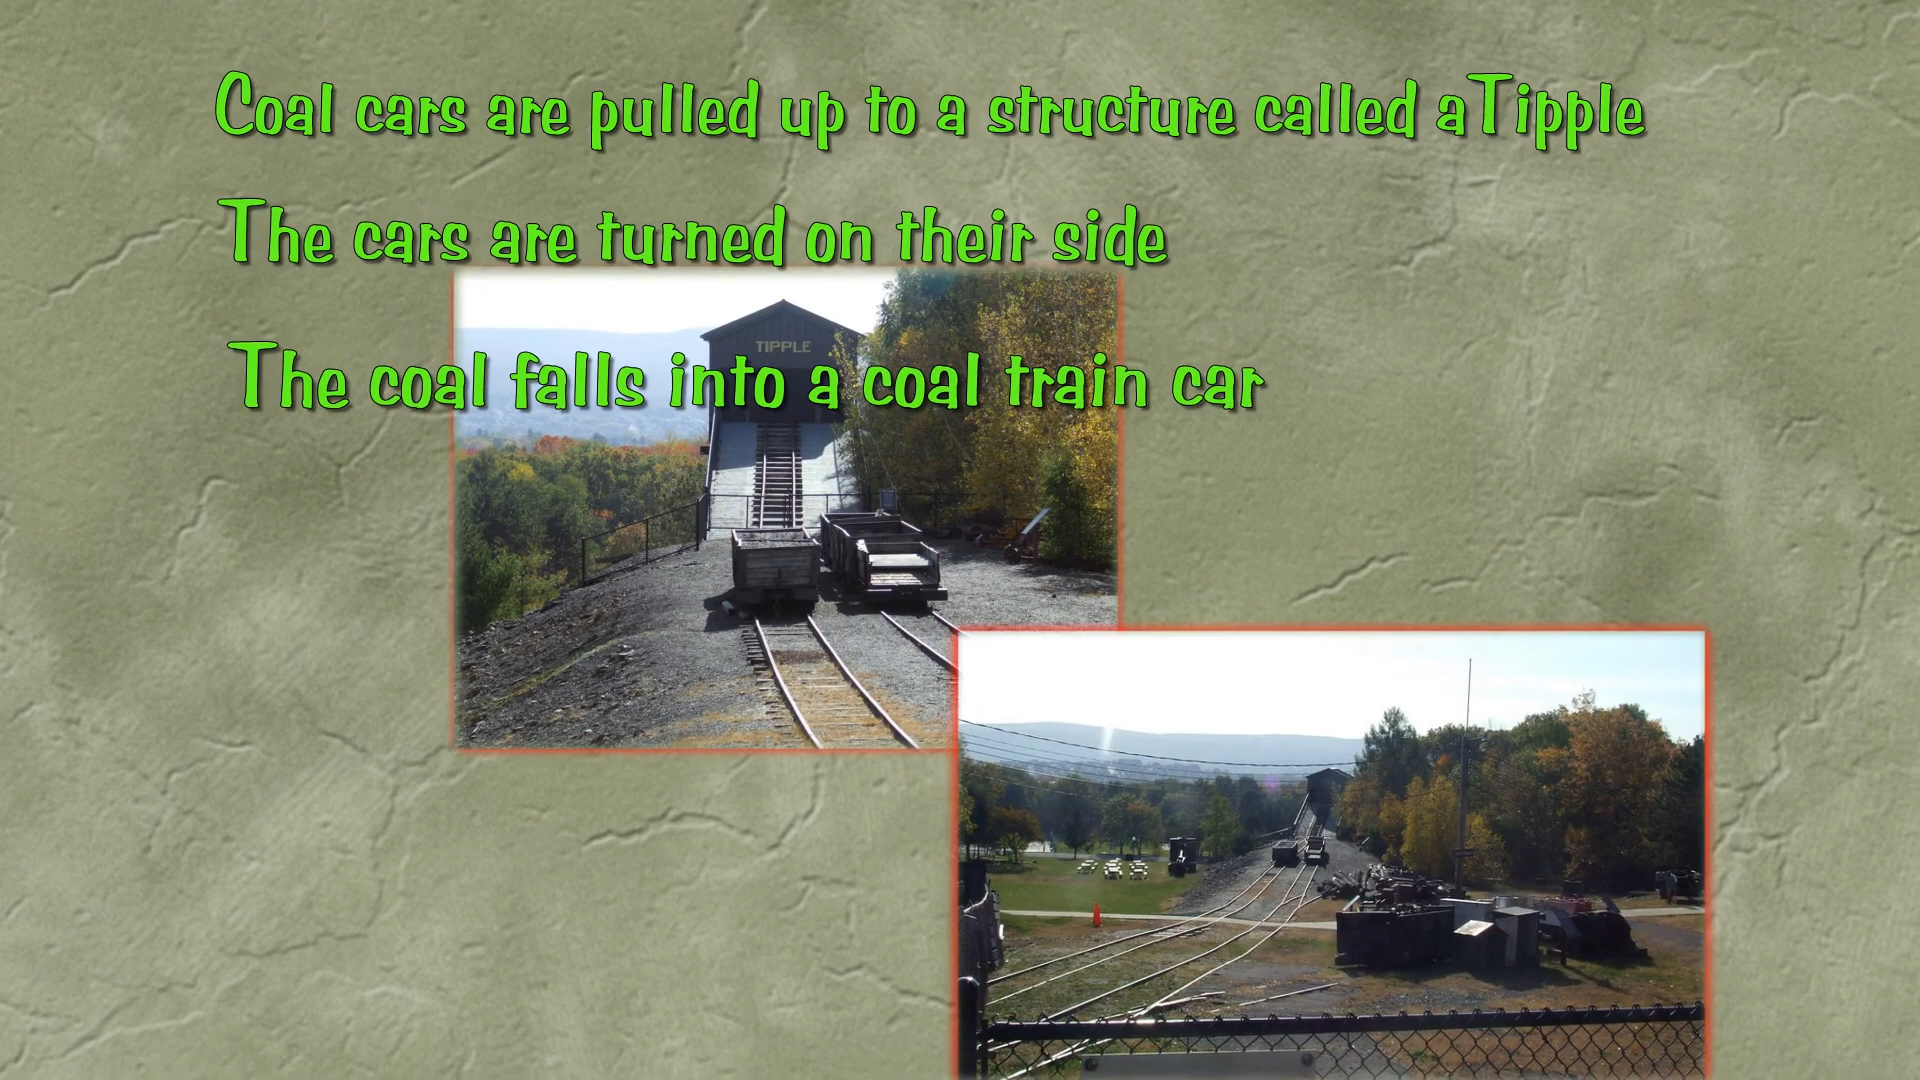 Coal cars are pulled up to a structure called aTipple
The cars are turned on their side
TIPPLE
The coal falls into a coal train car